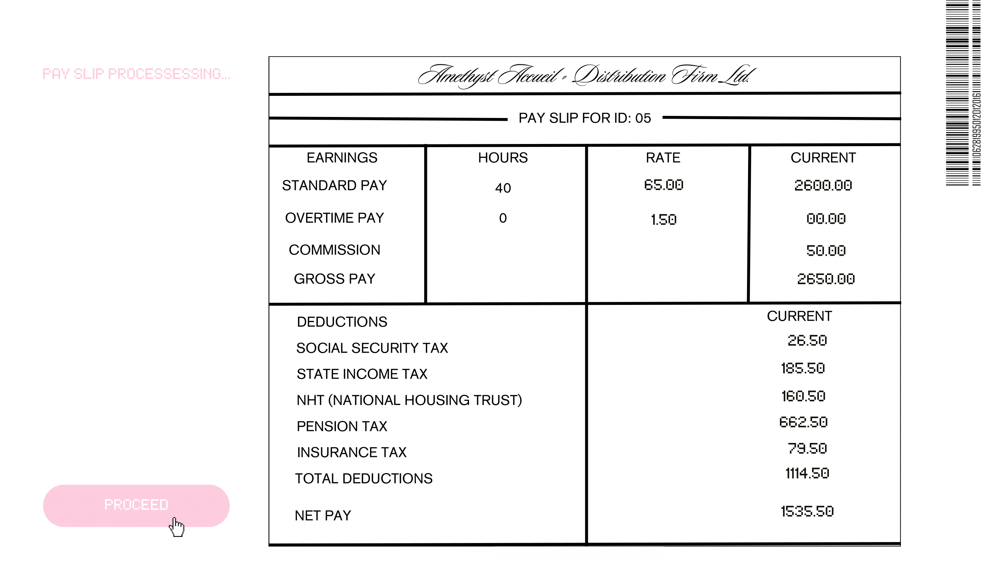 PAY SLIP PROCESSESSING...
Amethyst Accueil - Distribution Firm Ltd.
PAY SLIP FOR ID: 05
EARNINGS HOURS RATE CURRENT
STANDARD PAY 40 65.00 2600.00
OVERTIME PAY 0 1.50 00.00
COMMISSION 50.00
GROSS PAY 2650.00
DEDUCTIONS CURRENT
SOCIAL SECURITY TAX 26.50
STATE INCOME TAX 185.50
NHT (NATIONAL HOUSING TRUST) 160.50
PENSION TAX 662.50
INSURANCE TAX 79.50
TOTAL DEDUCTIONS 1114.50
NET PAY 1535.50
PROCEED
062819950120120161